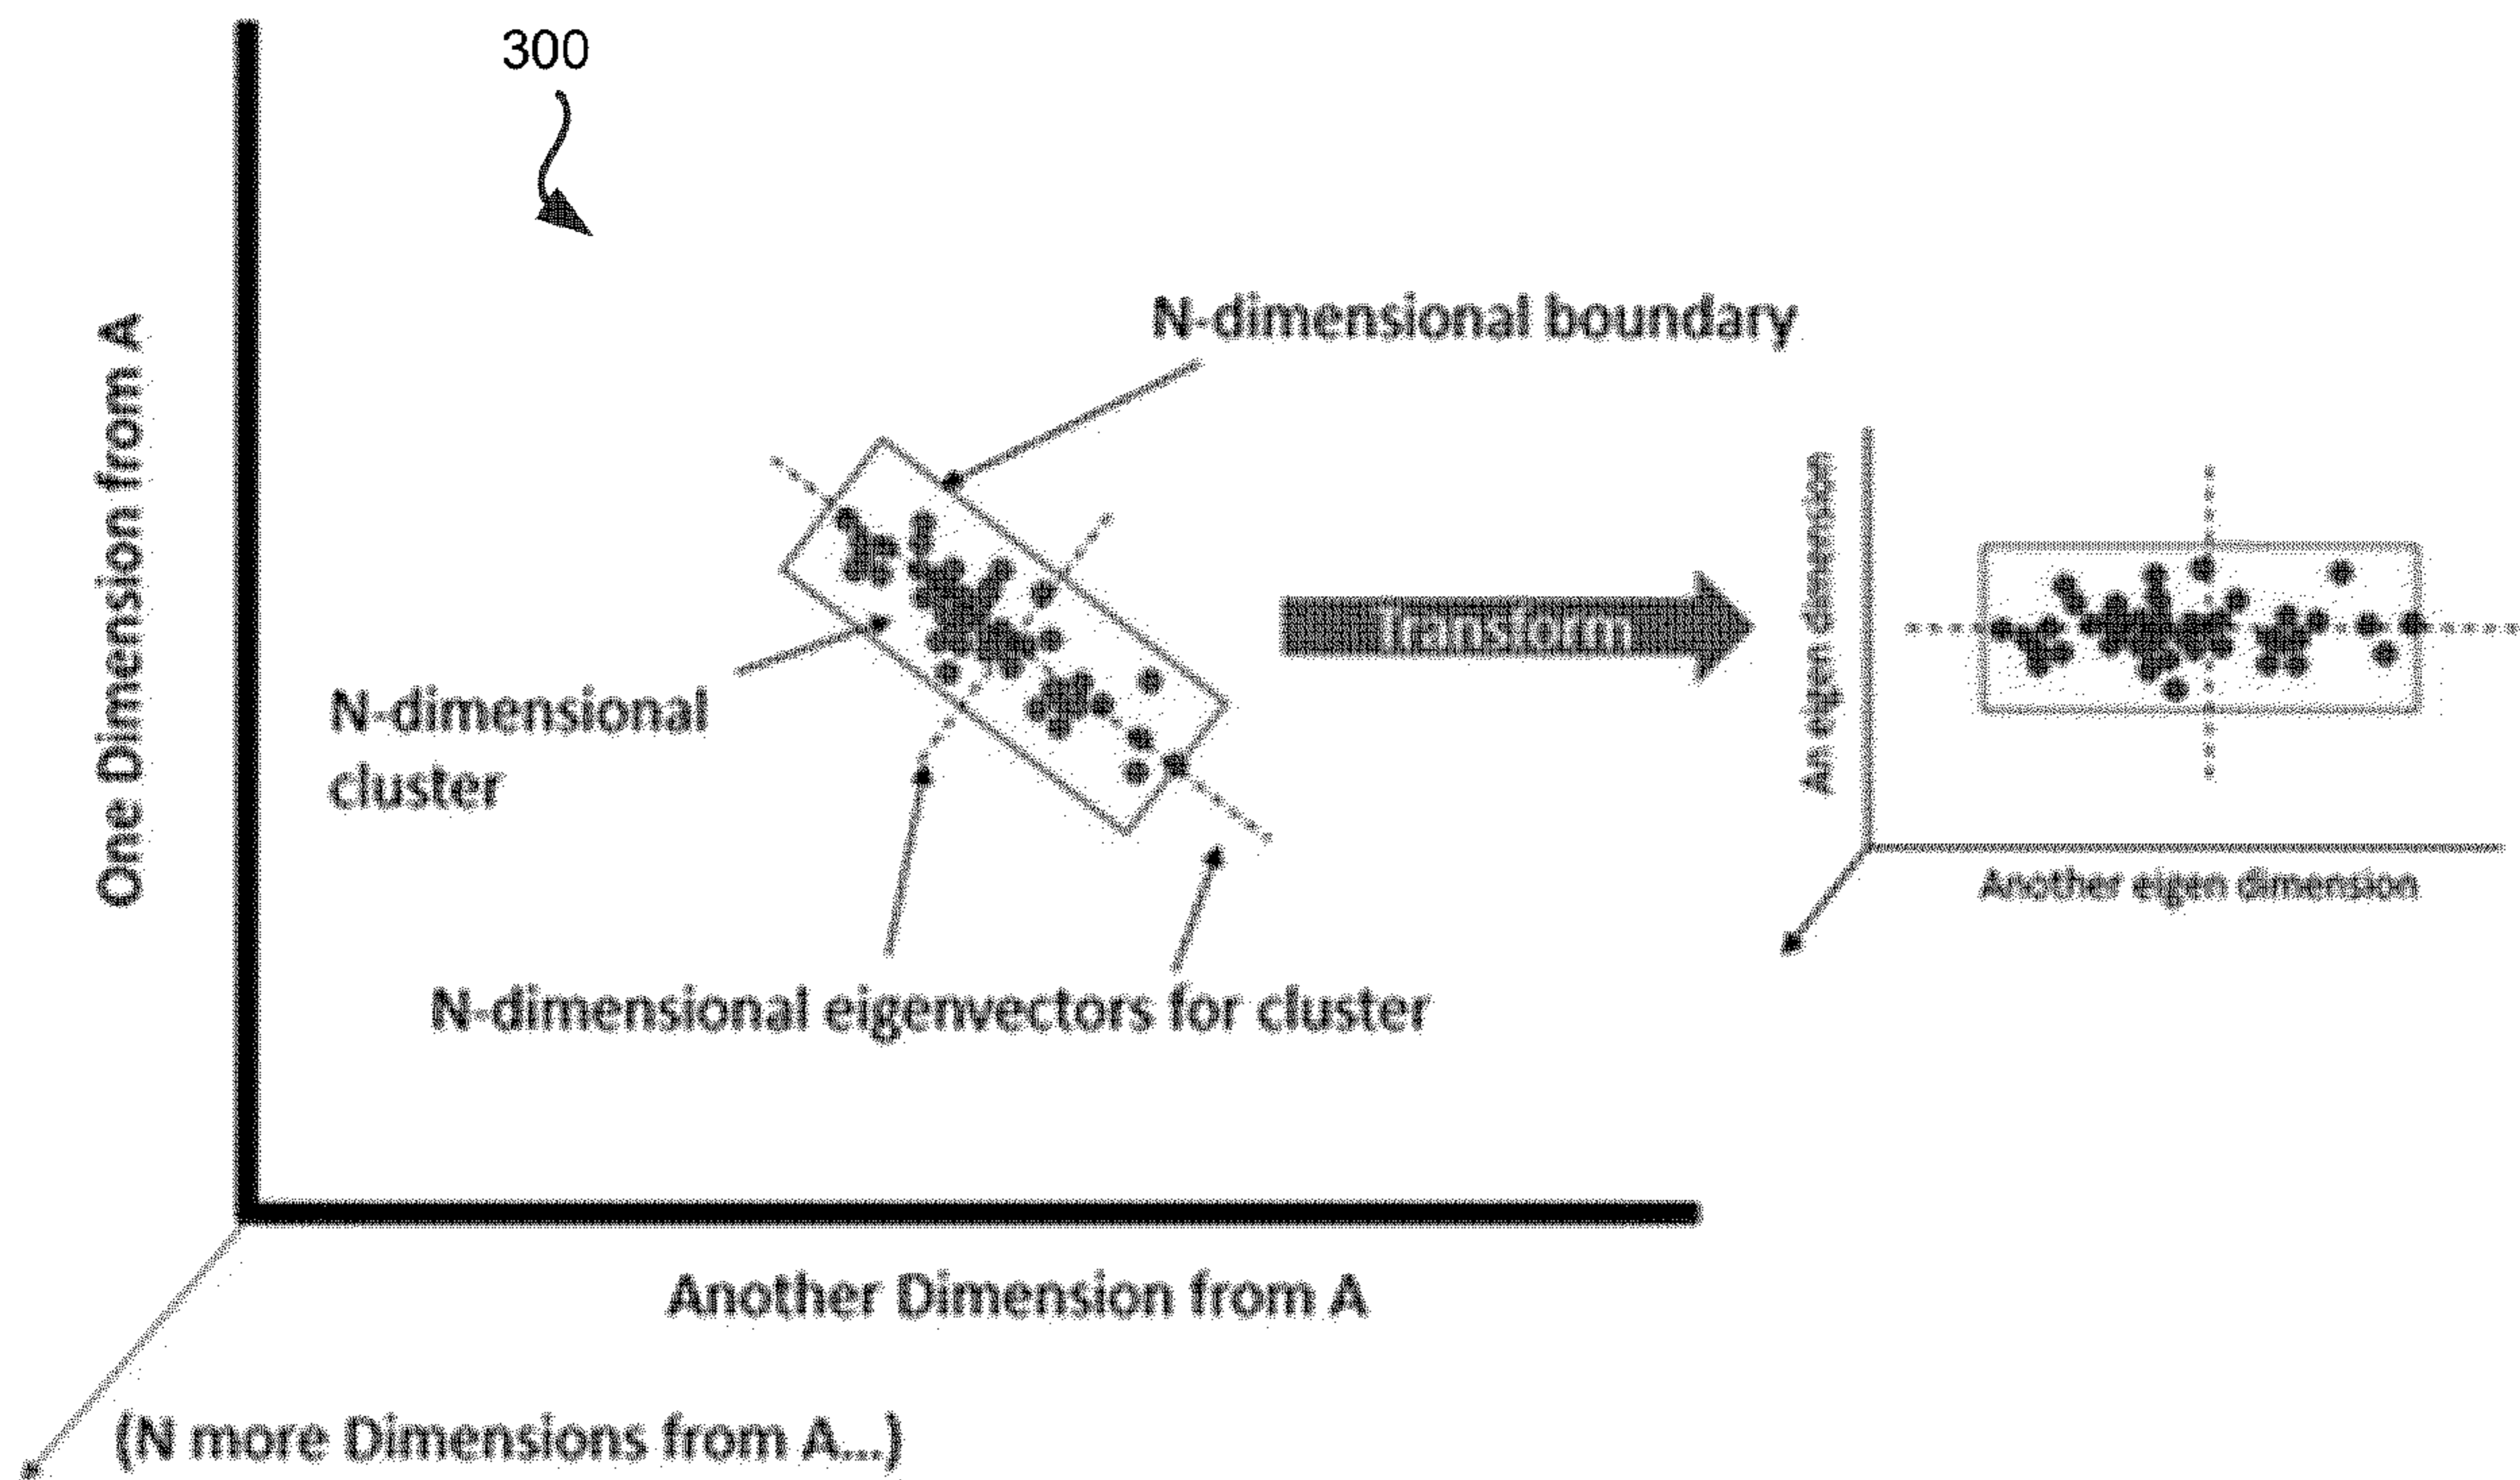 300
N-dimensional boundary
One Dimension from A
An eigen dimension
Transform
N-dimensional
cluster
Another eigen dimension
N-dimensional eigenvectors for cluster
Another Dimension from A
(N more Dimensions from A...)